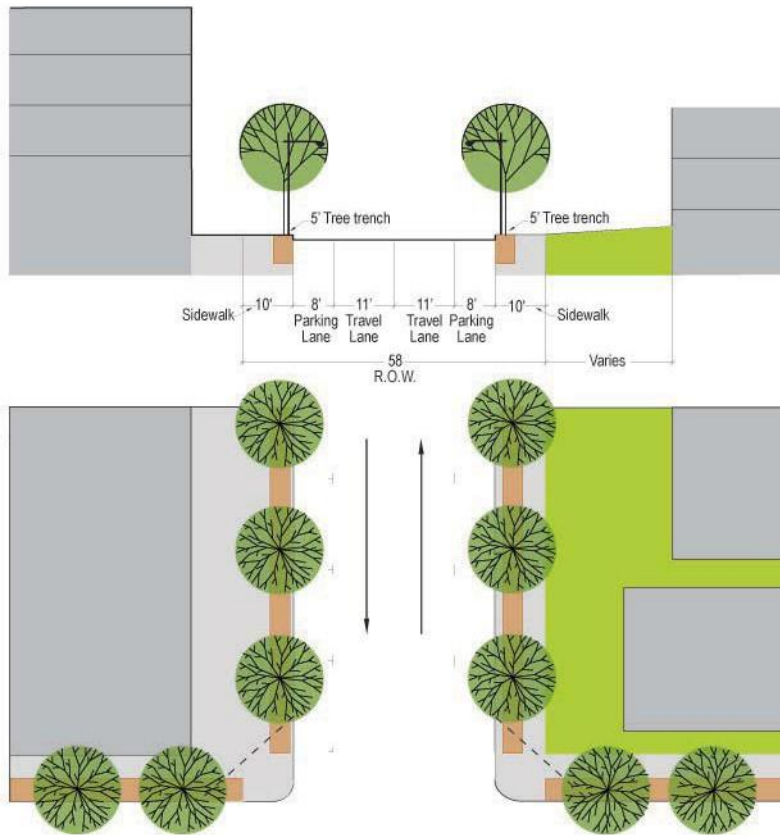 5' Tree trench
5' Tree trench
10' 8' 11' 11' 8' 10'
Sidewalk
Parking Lane
Travel Lane
Travel Lane
Parking Lane
Sidewalk
58
R.O.W.
Varies